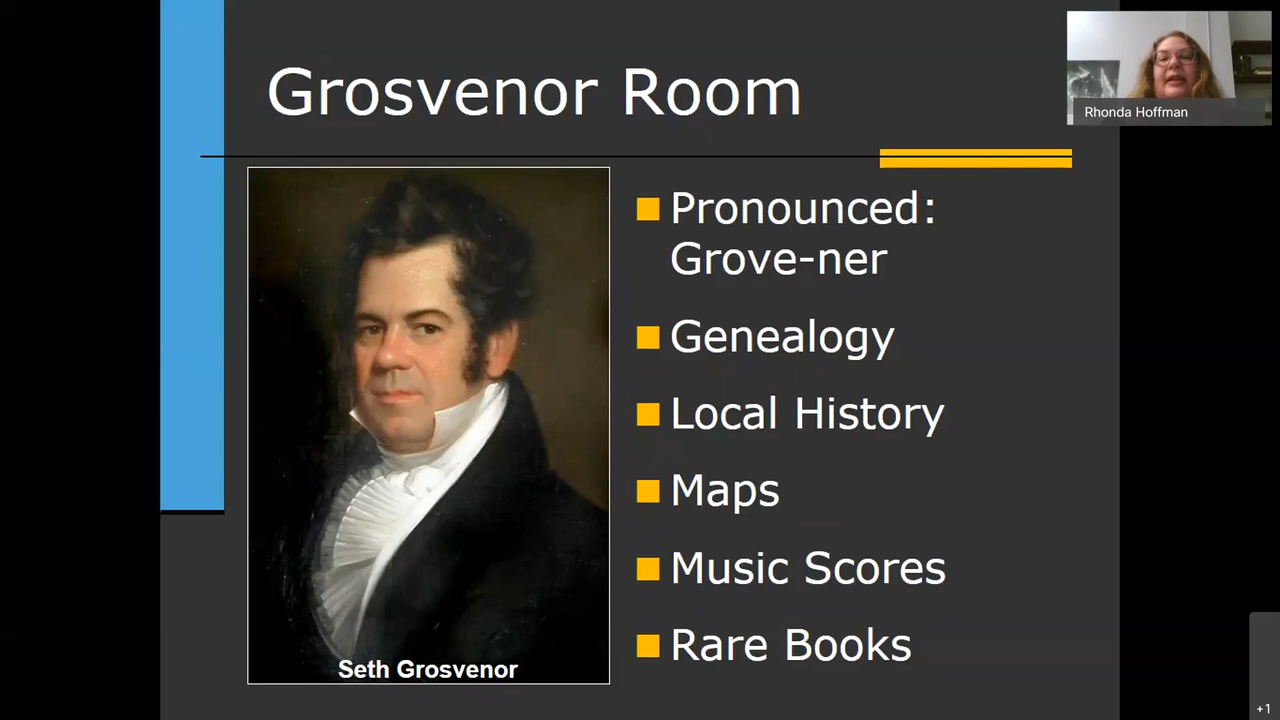 Grosvenor Room
Rhonda Hoffman
Pronounced:
Grove-ner
Genealogy
Local History
Maps
Music Scores
Rare Books
Seth Grosvenor
+1